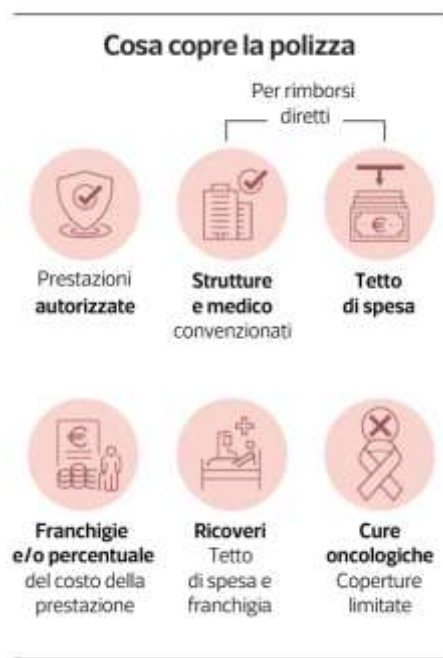 Cosa copre la polizza
Per rimborsi
diretti
Prestazioni
autorizzate
Strutture
e medico
convenzionati
Tetto
di spesa
€
€
Franchigie
e/o percentuale
del costo della
prestazione
Ricoveri
Tetto
di spesa e
franchigia
Cure
oncologiche
Coperture
limitate